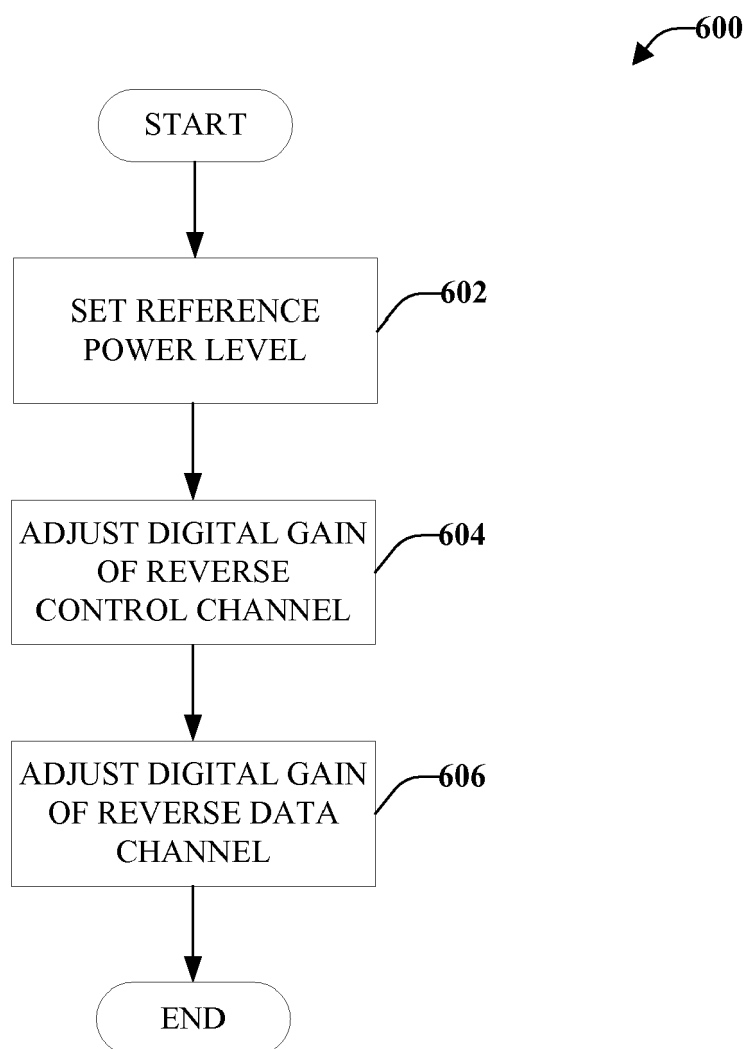 600
START
SET REFERENCE
POWER LEVEL
602
ADJUST DIGITAL GAIN
OF REVERSE
CONTROL CHANNEL
604
ADJUST DIGITAL GAIN
OF REVERSE DATA
CHANNEL
606
END